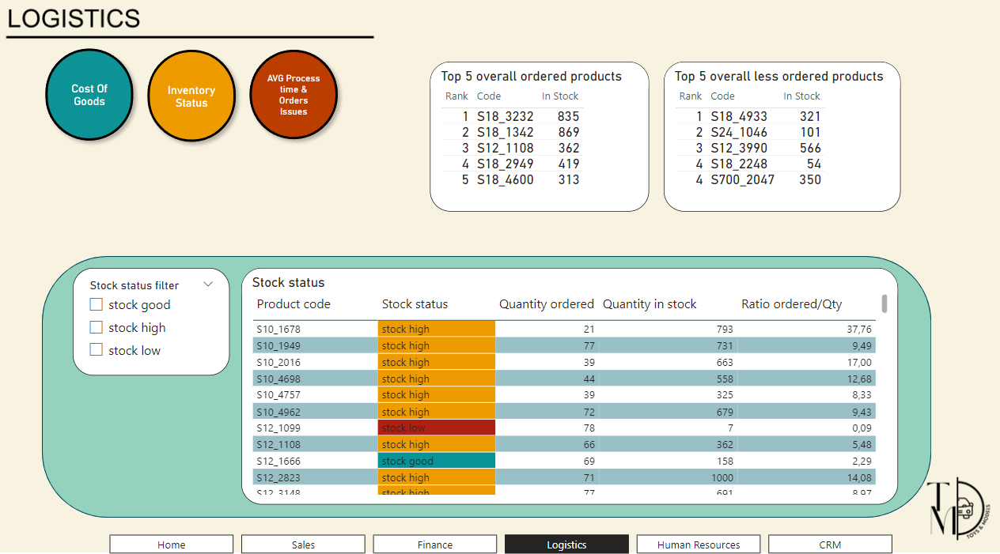 LOGISTICS
Cost Of
Goods
Inventory
Status
AVG Process
time &
Orders
Issues
Top 5 overall ordered products
Rank Code In Stock
1 S18_3232 835
2 S18_1342 869
3 S12_1108 362
4 S18_2949 419
5 S18_4600 313
Top 5 overall less ordered products
Rank Code In Stock
1 S18_4933 321
2 S24_1046 101
3 S12_3990 566
4 S18_2248 54
4 S700_2047 350
Stock status filter
stock good
stock high
stock low
Stock status
Product code Stock status Quantity ordered Quantity in stock Ratio ordered/Qty
S10_1678 stock high 21 793 37,76
S10_1949 stock high 77 731 9,49
S10_2016 stock high 39 663 17,00
S10_4698 stock high 44 558 12,68
S10_4757 stock high 39 325 8,33
S10_4962 stock high 72 679 9,43
S12_1099 stock low 78 7 0,09
S12_1108 stock high 66 362 5,48
S12_1666 stock good 69 158 2,29
S12_2823 stock high 71 1000 14,08
S12_3148 stock high 77 691 8,97
TMD
TOYS & MODELS
Home Sales Finance Logistics Human Resources CRM